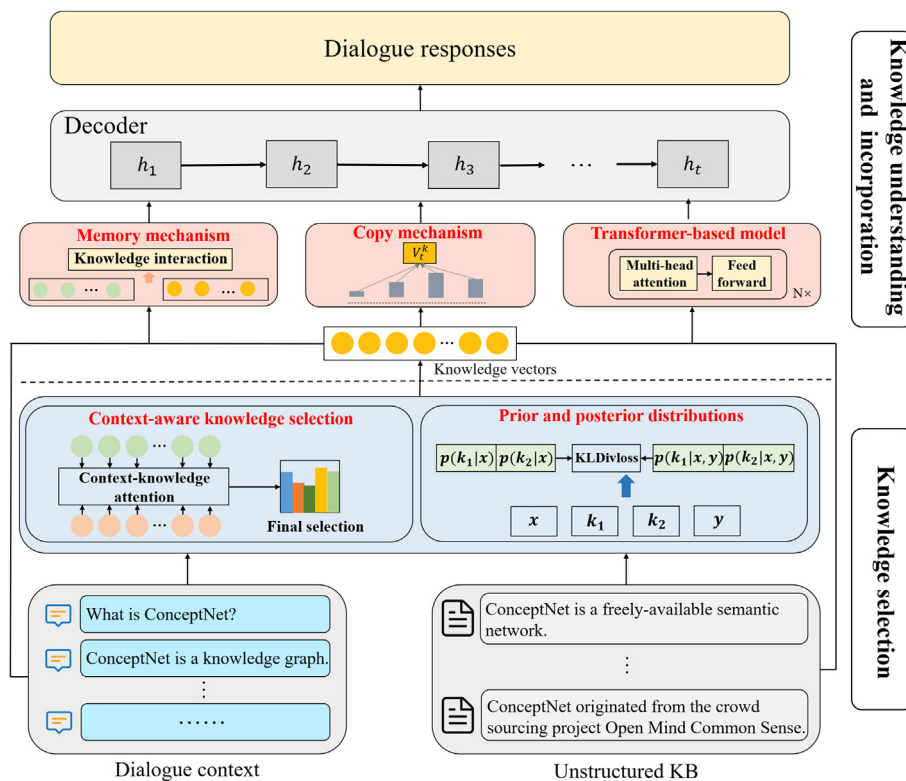 Dialogue responses
Knowledge understanding
and incorporation
Decoder
h₁
h₂
h₃
...
hₜ
Memory mechanism
Knowledge interaction
...
...
Copy mechanism
Vₜᵏ
Transformer-based model
Multi-head
attention
Feed
forward
N×
...
Knowledge vectors
Context-aware knowledge selection
...
Context-knowledge
attention
...
Final selection
Prior and posterior distributions
p(k₁|x) p(k₂|x)
KLDivloss
p(k₁|x, y) p(k₂|x, y)
x
k₁
k₂
y
Knowledge selection
What is ConceptNet?
ConceptNet is a knowledge graph.
⋮
......
Dialogue context
ConceptNet is a freely-available semantic
network.
⋮
ConceptNet originated from the crowd
sourcing project Open Mind Common Sense.
Unstructured KB